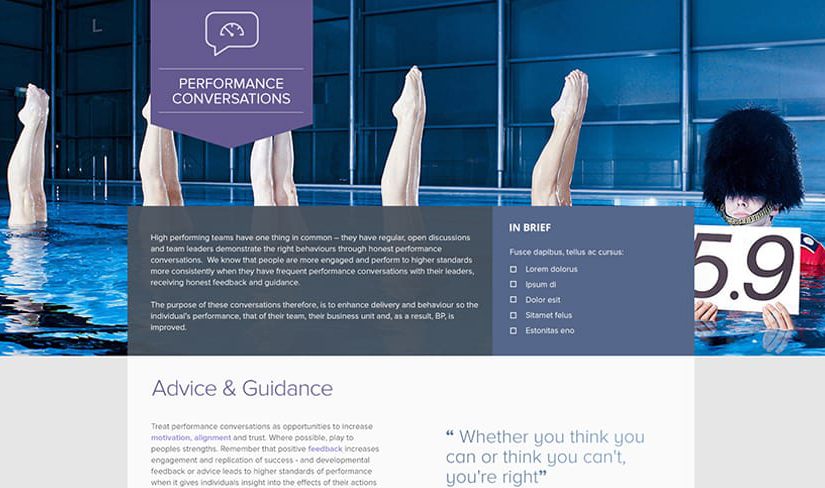 L
PERFORMANCE
CONVERSATIONS
High performing teams have one thing in common – they have regular, open discussions
and team leaders demonstrate the right behaviours through honest performance
conversations.  We know that people are more engaged and perform to higher standards
more consistently when they have frequent performance conversations with their leaders,
receiving honest feedback and guidance.
The purpose of these conversations therefore, is to enhance delivery and behaviour so the
individual's performance, that of their team, their business unit and, as a result, BP, is
improved.
IN BRIEF
Fusce dapibus, tellus ac cursus:
Lorem dolorus
Ipsum di
Dolor esit
Sitamet felus
Estonitas eno
5.9
Advice & Guidance
Treat performance conversations as opportunities to increase
motivation, alignment and trust. Where possible, play to
peoples strengths. Remember that positive feedback increases
engagement and replication of success - and developmental
feedback or advice leads to higher standards of performance
when it gives individuals insight into the effects of their actions
“ Whether you think you
can or think you can't,
you're right”